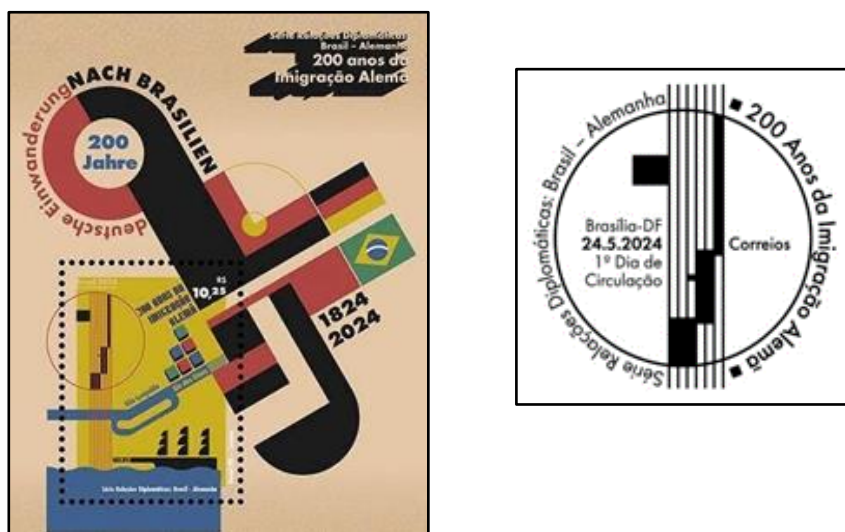 Série Relações Diplomáticas
Brasil – Alemanha
200 anos da
Imigração Alemã
deutsche Einwanderung NACH BRASILIEN
200
Jahre
1824
2024
R$
10,25
200 ANOS DA
IMIGRAÇÃO
ALEMÃ
Série Relações Diplomáticas: Brasil - Alemanha
Série Relações Diplomáticas: Brasil – Alemanha
200 Anos da Imigração Alemã
Brasília-DF
24.5.2024
1º Dia de
Circulação
Correios